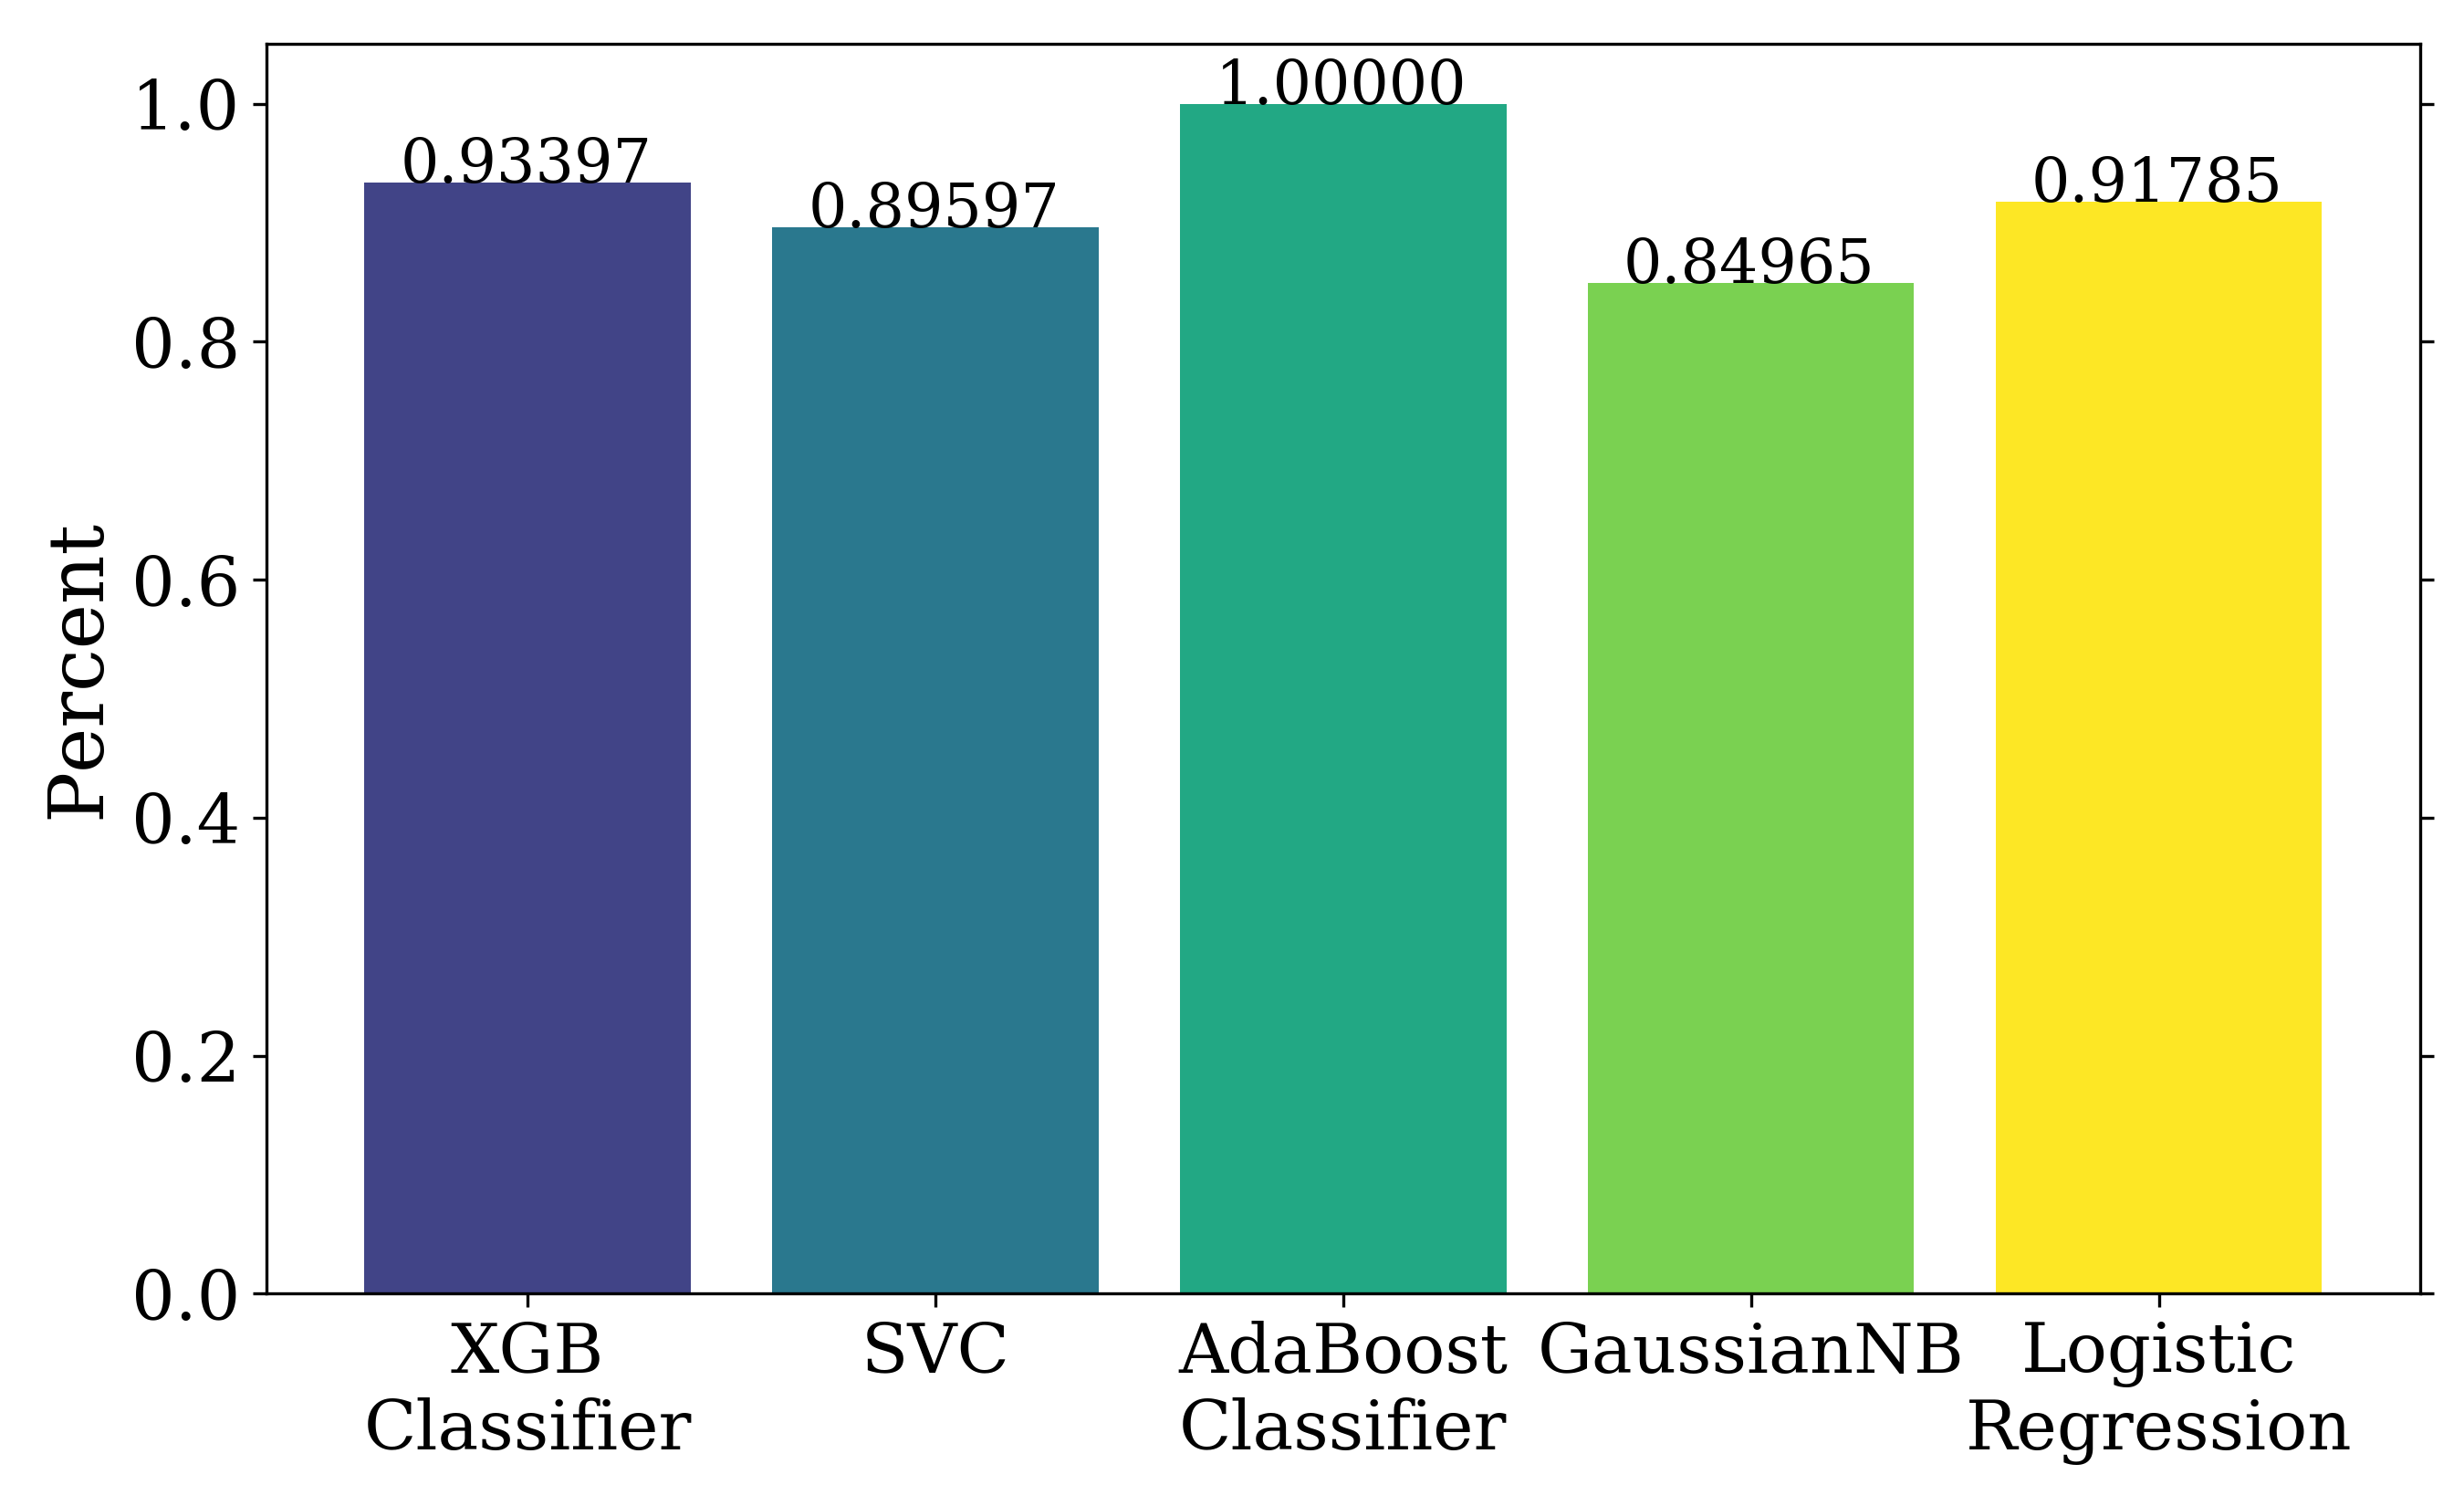 1.00000
0.93397
0.91785
0.89597
0.84965
1.0
0.8
0.6
0.4
0.2
0.0
Percent
XGB
Classifier
SVC
AdaBoost
Classifier
GaussianNB
Logistic
Regression